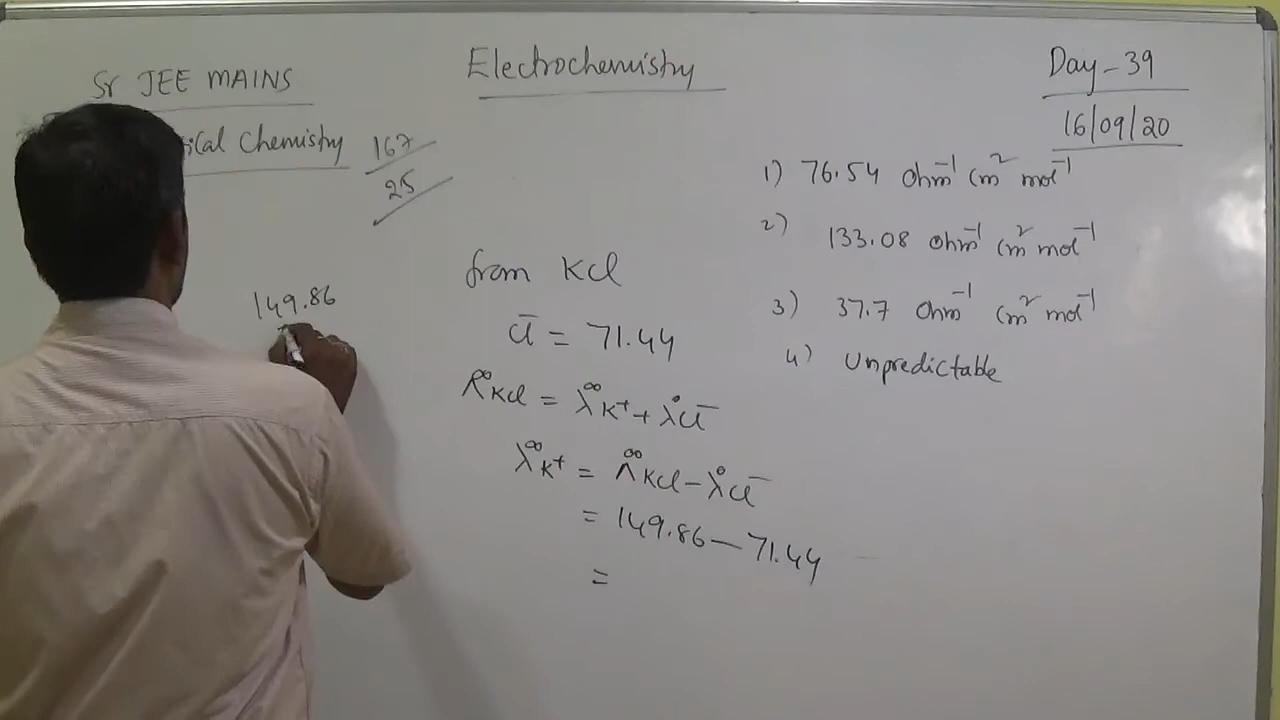 Sr JEE MAINS
ical Chemistry
167
25
Electrochemistry
Day-39
16/09/20
1) 76.54 Ohm⁻¹ Cm² mol⁻¹
2) 133.08 Ohm⁻¹ Cm² mol⁻¹
3) 37.7 Ohm⁻¹ Cm² mol⁻¹
4) Unpredictable
149.86
from KCl
Cl⁻ = 71.44
Λ∞KCl = λ∞K⁺ + λ°Cl⁻
λ∞K⁺ = Λ∞KCl − λ°Cl⁻
= 149.86 − 71.44
=